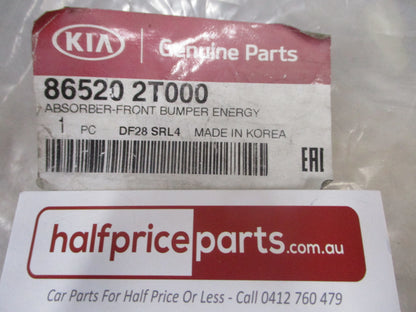 KIA Genuine Parts
86520 2T000
ABSORBER-FRONT BUMPER ENERGY
1 PC DF28 SRL4 MADE IN KOREA
EAC
halfpriceparts.com.au
Car Parts For Half Price Or Less - Call 0412 760 479